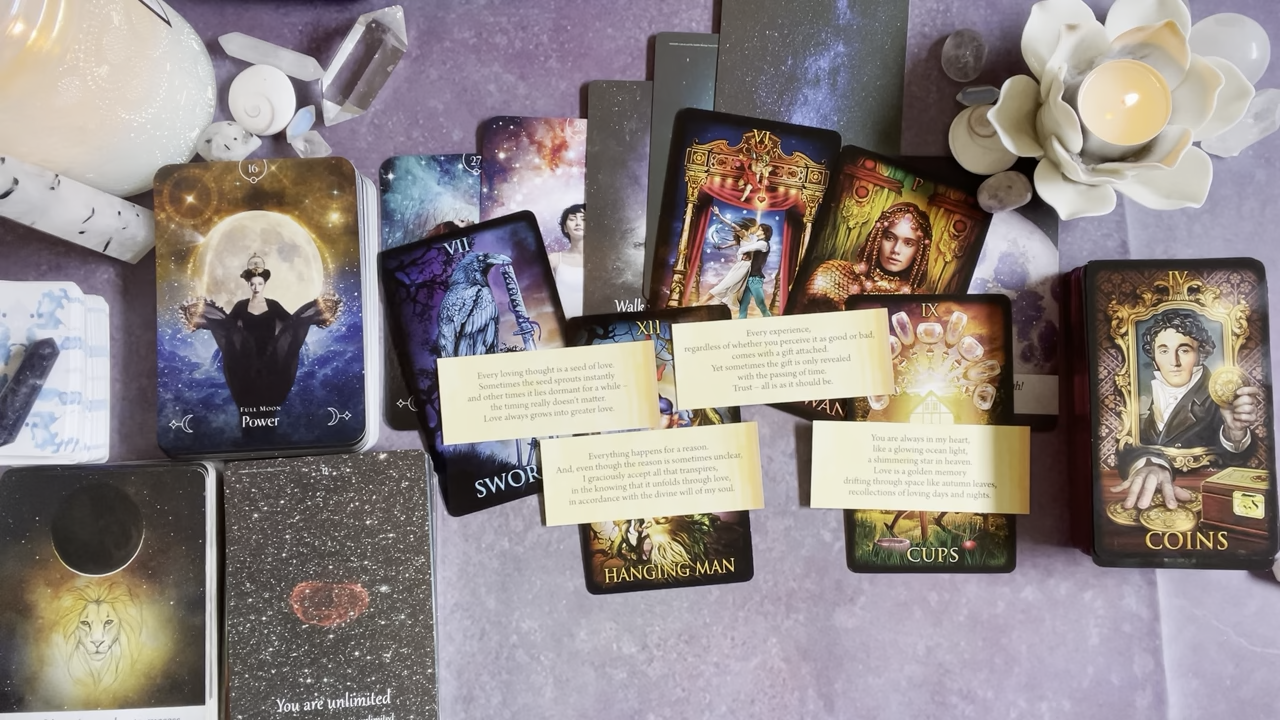 16
FULL MOON
Power
27
VII
SWOR
Walk
VI
P
XII
HANGING MAN
IX
CUPS
WAN
h!
IV
COINS
Every loving thought is a seed of love.
Sometimes the seed sprouts instantly
and other times it lies dormant for a while –
the timing really doesn't matter.
Love always grows into greater love.
Every experience,
regardless of whether you perceive it as good or bad,
comes with a gift attached.
Yet sometimes the gift is only revealed
with the passing of time.
Trust – all is as it should be.
Everything happens for a reason.
And, even though the reason is sometimes unclear,
I graciously accept all that transpires,
in the knowing that it unfolds through love,
in accordance with the divine will of my soul.
You are always in my heart,
like a glowing ocean light,
a shimmering star in heaven.
Love is a golden memory
drifting through space like autumn leaves,
recollections of loving days and nights.
You are unlimited
unlimited